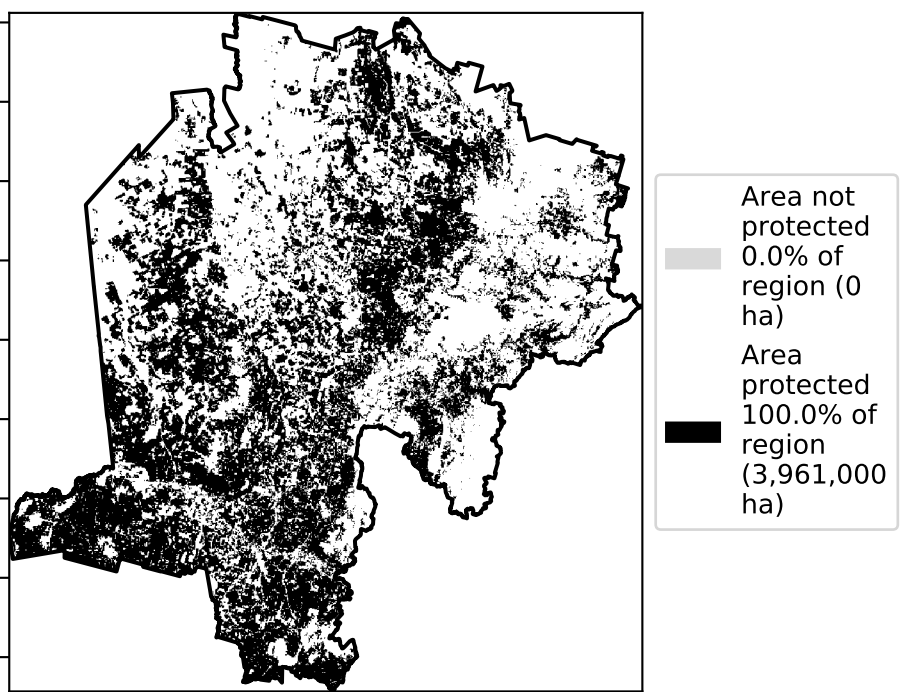 Area not
protected
0.0% of
region (0
ha)
Area
protected
100.0% of
region
(3,961,000
ha)